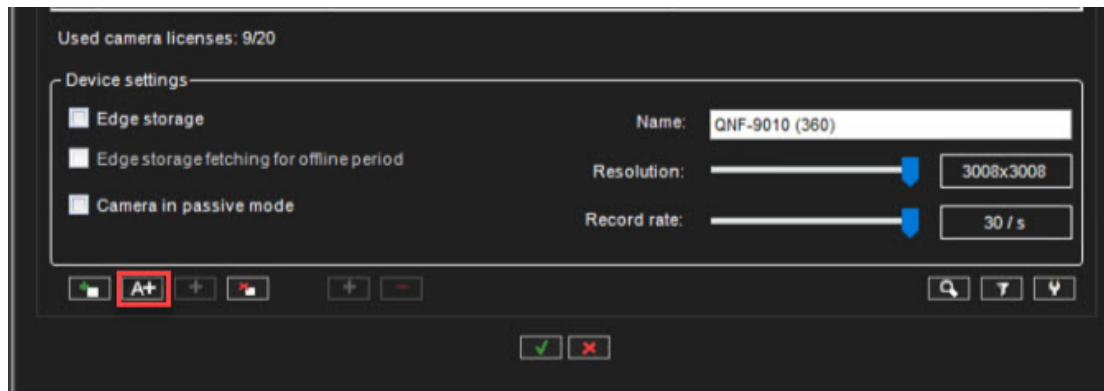 Used camera licenses: 9/20
Device settings
Edge storage
Name: QNF-9010 (360)
Edge storage fetching for offline period
Resolution: 3008x3008
Camera in passive mode
Record rate: 30 / s
A+